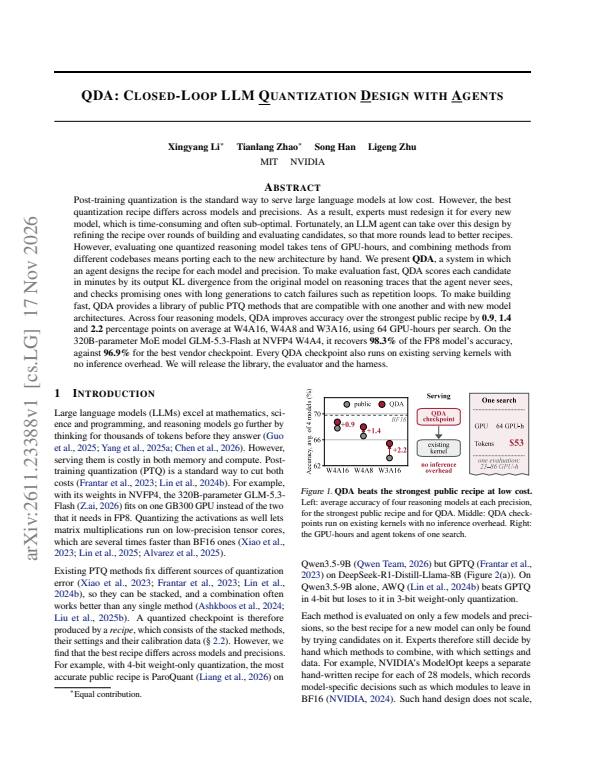 arXiv:2611.23388v1 [cs.LG] 17 Nov 2026
QDA: CLOSED-LOOP LLM QUANTIZATION DESIGN WITH AGENTS
Xingyang Li* Tianlang Zhao* Song Han Ligeng Zhu
MIT NVIDIA
ABSTRACT
Post-training quantization is the standard way to serve large language models at low cost. However, the best
quantization recipe differs across models and precisions. As a result, experts must redesign it for every new
model, which is time-consuming and often sub-optimal. Fortunately, an LLM agent can take over this design by
refining the recipe over rounds of building and evaluating candidates, so that more rounds lead to better recipes.
However, evaluating one quantized reasoning model takes tens of GPU-hours, and combining methods from
different codebases means porting each to the new architecture by hand. We present QDA, a system in which
an agent designs the recipe for each model and precision. To make evaluation fast, QDA scores each candidate
in minutes by its output KL divergence from the original model on reasoning traces that the agent never sees,
and checks promising ones with long generations to catch failures such as repetition loops. To make building
fast, QDA provides a library of public PTQ methods that are compatible with one another and with new model
architectures. Across four reasoning models, QDA improves accuracy over the strongest public recipe by 0.9, 1.4
and 2.2 percentage points on average at W4A16, W4A8 and W3A16, using 64 GPU-hours per search. On the
320B-parameter MoE model GLM-5.3-Flash at NVFP4 W4A4, it recovers 98.3% of the FP8 model's accuracy,
against 96.9% for the best vendor checkpoint. Every QDA checkpoint also runs on existing serving kernels with
no inference overhead. We will release the library, the evaluator and the harness.
1 INTRODUCTION
Large language models (LLMs) excel at mathematics, sci-
ence and programming, and reasoning models go further by
thinking for thousands of tokens before they answer (Guo
et al., 2025; Yang et al., 2025a; Chen et al., 2026). However,
serving them is costly in both memory and compute. Post-
training quantization (PTQ) is a standard way to cut both
costs (Frantar et al., 2023; Lin et al., 2024b). For example,
with its weights in NVFP4, the 320B-parameter GLM-5.3-
Flash (Z.ai, 2026) fits on one GB300 GPU instead of the two
that it needs in FP8. Quantizing the activations as well lets
matrix multiplications run on low-precision tensor cores,
which are several times faster than BF16 ones (Xiao et al.,
2023; Lin et al., 2025; Alvarez et al., 2025).
Existing PTQ methods fix different sources of quantization
error (Xiao et al., 2023; Frantar et al., 2023; Lin et al.,
2024b), so they can be stacked, and a combination often
works better than any single method (Ashkboos et al., 2024;
Liu et al., 2025b). A quantized checkpoint is therefore
produced by a recipe, which consists of the stacked methods,
their settings and their calibration data (§ 2.2). However, we
find that the best recipe differs across models and precisions.
For example, with 4-bit weight-only quantization, the most
accurate public recipe is ParoQuant (Liang et al., 2026) on
*Equal contribution.
Accuracy, avg. of 4 models (%)
public QDA
70
66
62
BF16
+0.9
+1.4
+2.2
W4A16 W4A8 W3A16
Serving
QDA
checkpoint
existing
kernel
no inference
overhead
One search
GPU 64 GPU-h
Tokens $53
one evaluation:
23–86 GPU-h
Figure 1. QDA beats the strongest public recipe at low cost.
Left: average accuracy of four reasoning models at each precision,
for the strongest public recipe and for QDA. Middle: QDA check-
points run on existing kernels with no inference overhead. Right:
the GPU-hours and agent tokens of one search.
Qwen3.5-9B (Qwen Team, 2026) but GPTQ (Frantar et al.,
2023) on DeepSeek-R1-Distill-Llama-8B (Figure 2(a)). On
Qwen3.5-9B alone, AWQ (Lin et al., 2024b) beats GPTQ
in 4-bit but loses to it in 3-bit weight-only quantization.
Each method is evaluated on only a few models and preci-
sions, so the best recipe for a new model can only be found
by trying candidates on it. Experts therefore still decide by
hand which methods to combine, with which settings and
data. For example, NVIDIA's ModelOpt keeps a separate
hand-written recipe for each of 28 models, which records
model-specific decisions such as which modules to leave in
BF16 (NVIDIA, 2024). Such hand design does not scale,